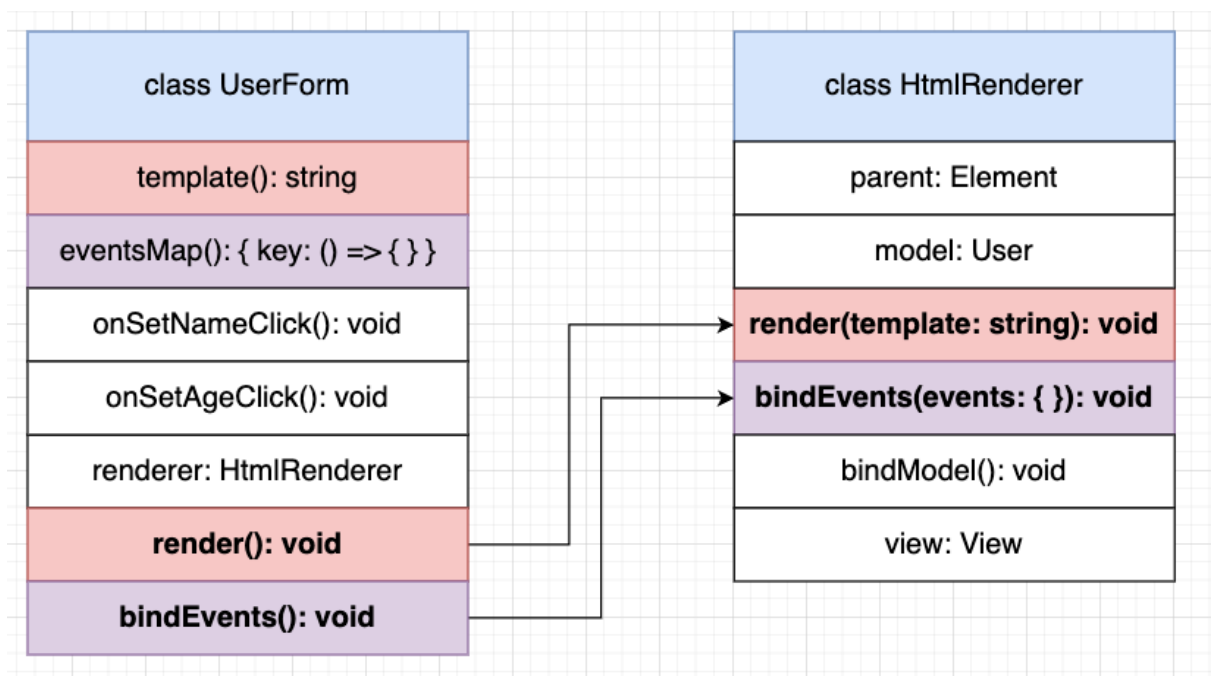 class UserForm
template(): string
eventsMap(): { key: () => { } }
onSetNameClick(): void
onSetAgeClick(): void
renderer: HtmlRenderer
render(): void
bindEvents(): void
class HtmlRenderer
parent: Element
model: User
render(template: string): void
bindEvents(events: { }): void
bindModel(): void
view: View